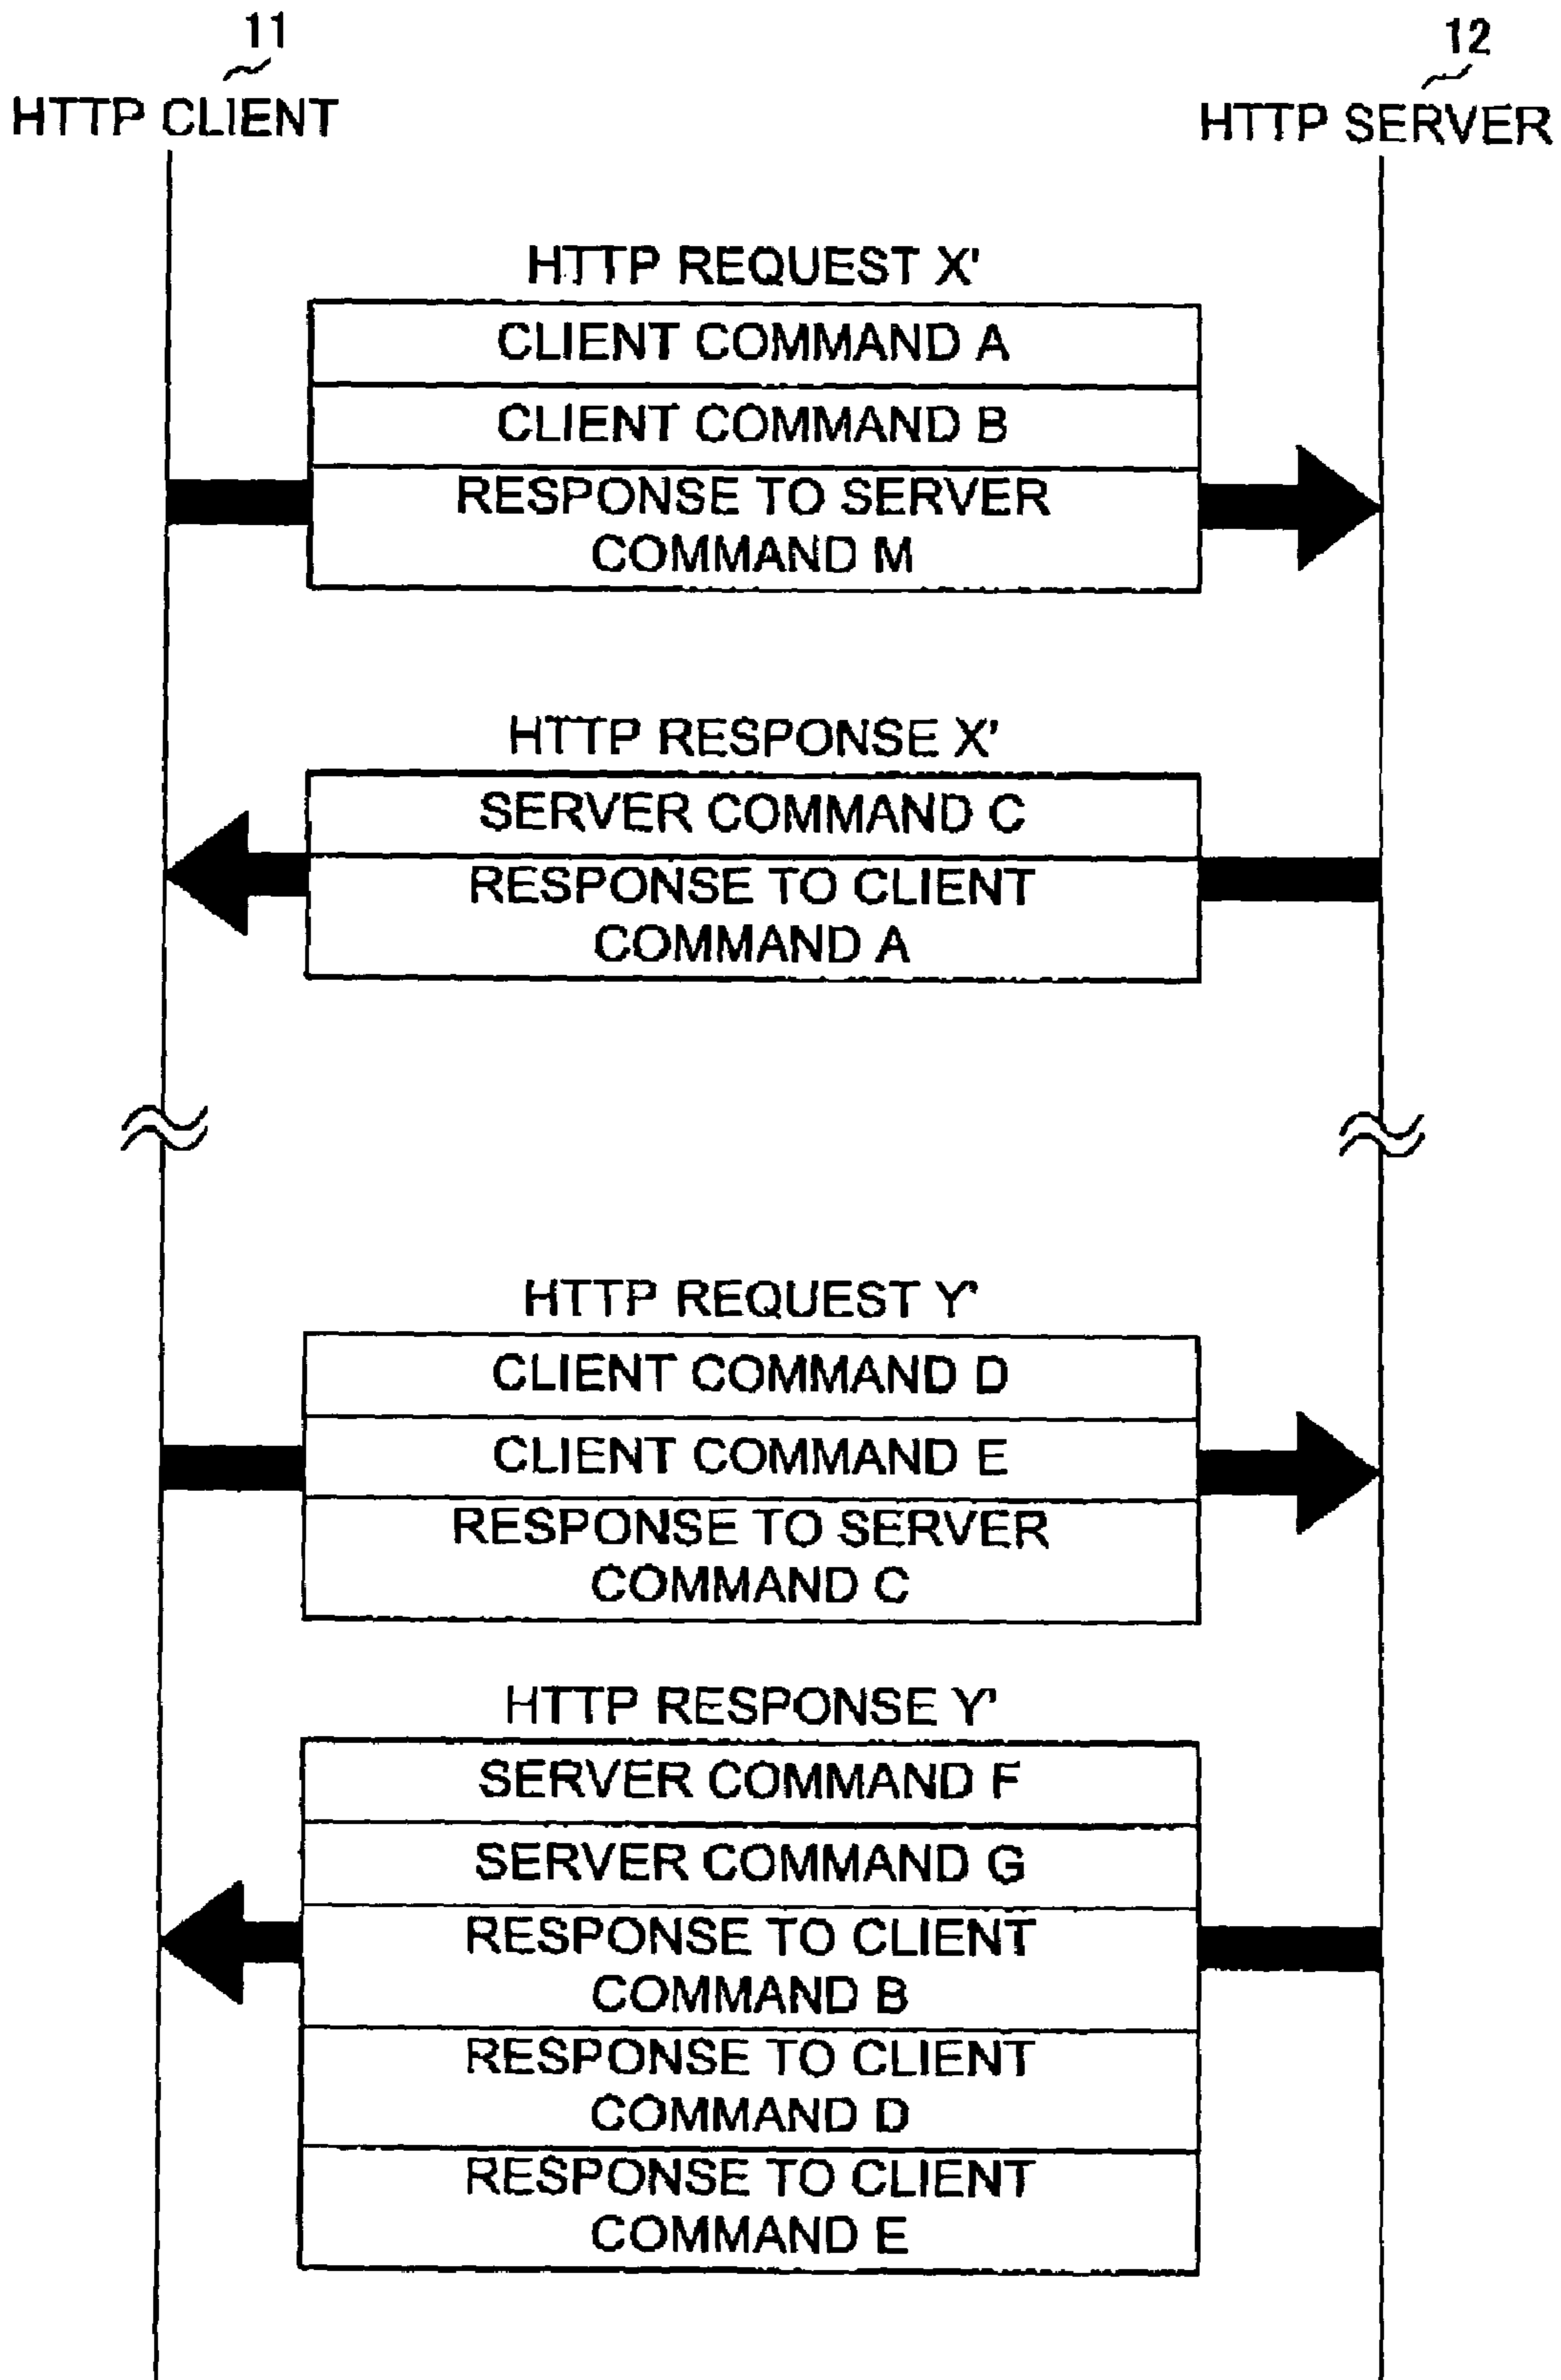 11
12
HTTP CLIENT
HTTP SERVER
HTTP REQUEST X'
CLIENT COMMAND A
CLIENT COMMAND B
RESPONSE TO SERVER
COMMAND M
HTTP RESPONSE X'
SERVER COMMAND C
RESPONSE TO CLIENT
COMMAND A
HTTP REQUEST Y'
CLIENT COMMAND D
CLIENT COMMAND E
RESPONSE TO SERVER
COMMAND C
HTTP RESPONSE Y'
SERVER COMMAND F
SERVER COMMAND G
RESPONSE TO CLIENT
COMMAND B
RESPONSE TO CLIENT
COMMAND D
RESPONSE TO CLIENT
COMMAND E